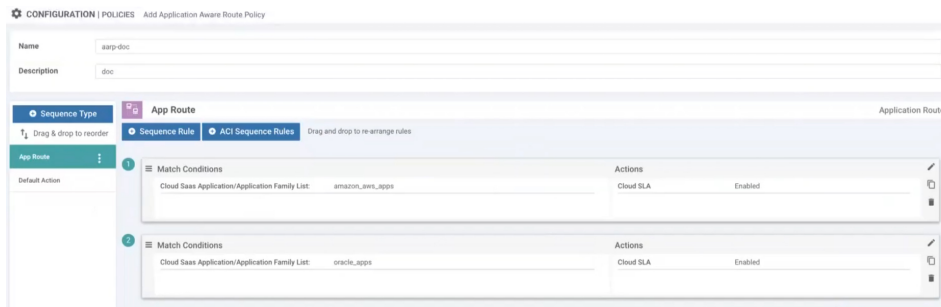 CONFIGURATION | POLICIES Add Application Aware Route Policy
Name aarp-doc
Description doc
Sequence Type
Drag & drop to reorder
App Route
Default Action
App Route Application Route
Sequence Rule ACI Sequence Rules Drag and drop to re-arrange rules
1 Match Conditions Actions
Cloud Saas Application/Application Family List: amazon_aws_apps Cloud SLA Enabled
2 Match Conditions Actions
Cloud Saas Application/Application Family List: oracle_apps Cloud SLA Enabled